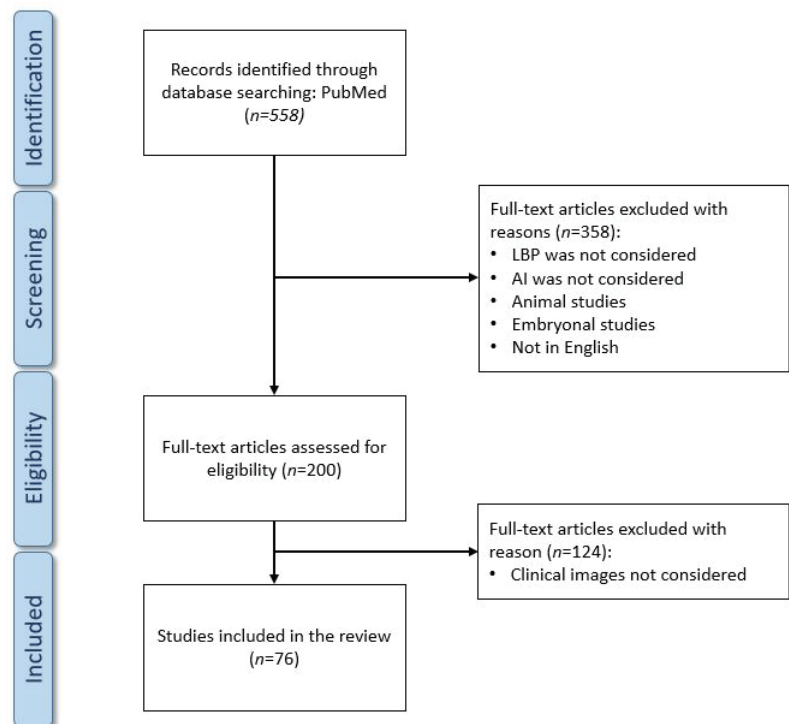 Identification
Records identified through
database searching: PubMed
(n=558)
Screening
Full-text articles excluded with
reasons (n=358):
• LBP was not considered
• AI was not considered
• Animal studies
• Embryonal studies
• Not in English
Eligibility
Full-text articles assessed for
eligibility (n=200)
Full-text articles excluded with
reason (n=124):
• Clinical images not considered
Included
Studies included in the review
(n=76)